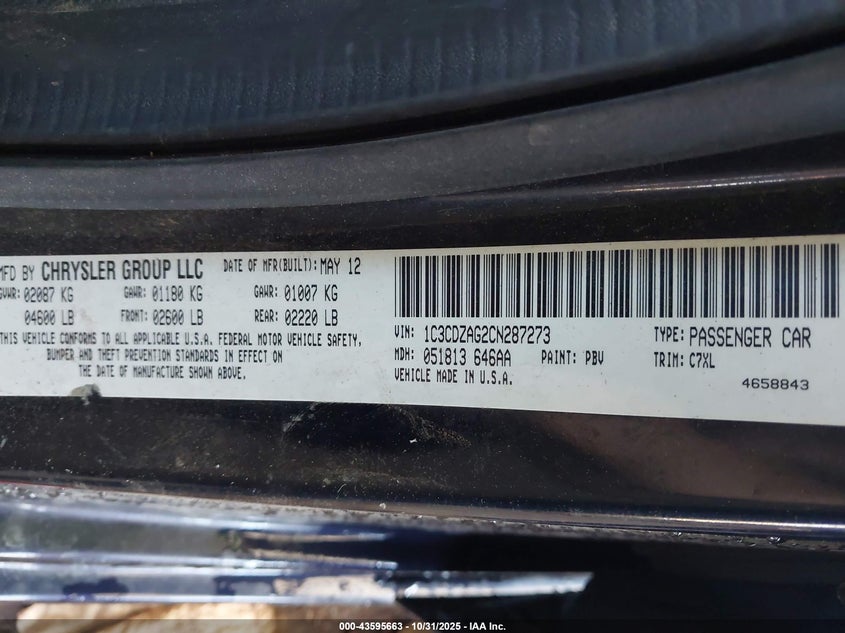 MFD BY CHRYSLER GROUP LLC DATE OF MFR(BUILT): MAY 12
GVWR: 02087 KG GAWR: 01180 KG GAWR: 01007 KG
04600 LB FRONT: 02600 LB REAR: 02220 LB
THIS VEHICLE CONFORMS TO ALL APPLICABLE U.S.A. FEDERAL MOTOR VEHICLE SAFETY,
BUMPER AND THEFT PREVENTION STANDARDS IN EFFECT ON
THE DATE OF MANUFACTURE SHOWN ABOVE.
VIN: 1C3CDZAG2CN287273 TYPE: PASSENGER CAR
MDH: 051813 646AA PAINT: PBV TRIM: C7XL
VEHICLE MADE IN U.S.A.
4658843
000-43595663 - 10/31/2025 - IAA Inc.